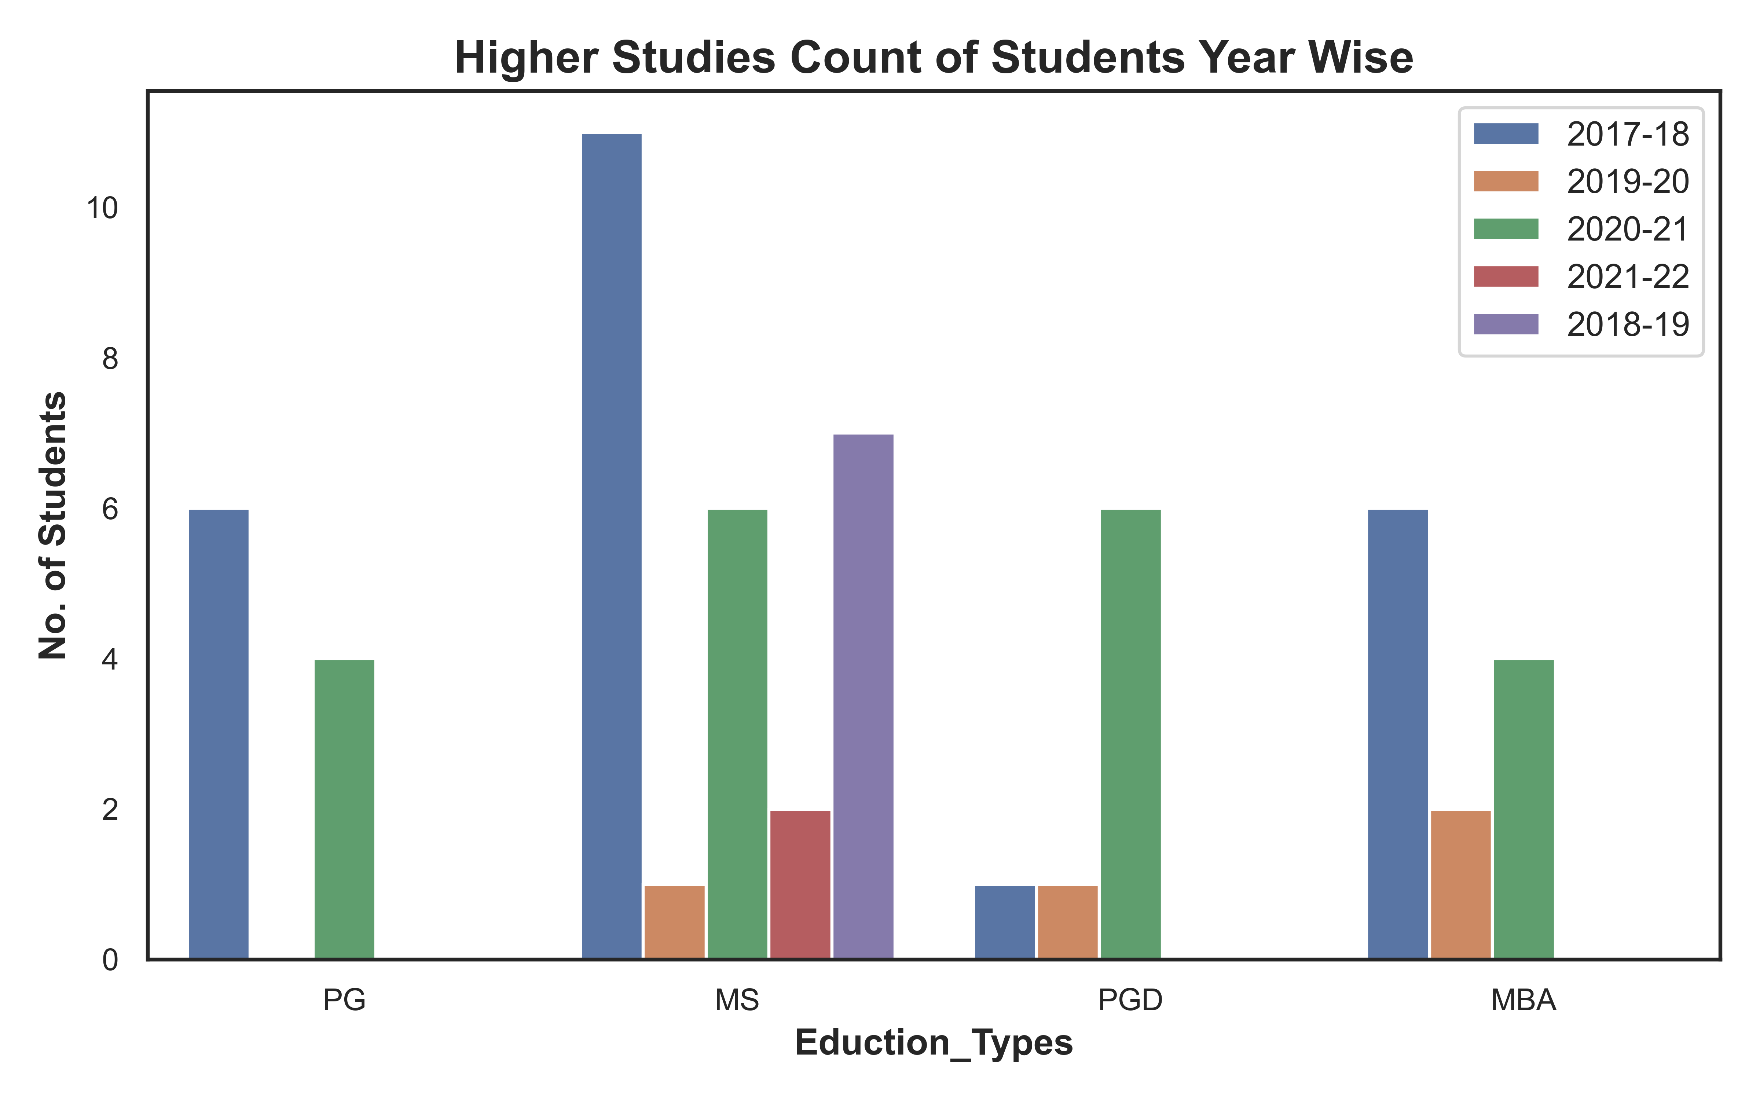 Higher Studies Count of Students Year Wise
2017-18
2019-20
2020-21
2021-22
2018-19
No. of Students
10
8
6
4
2
0
PG MS PGD MBA
Eduction_Types